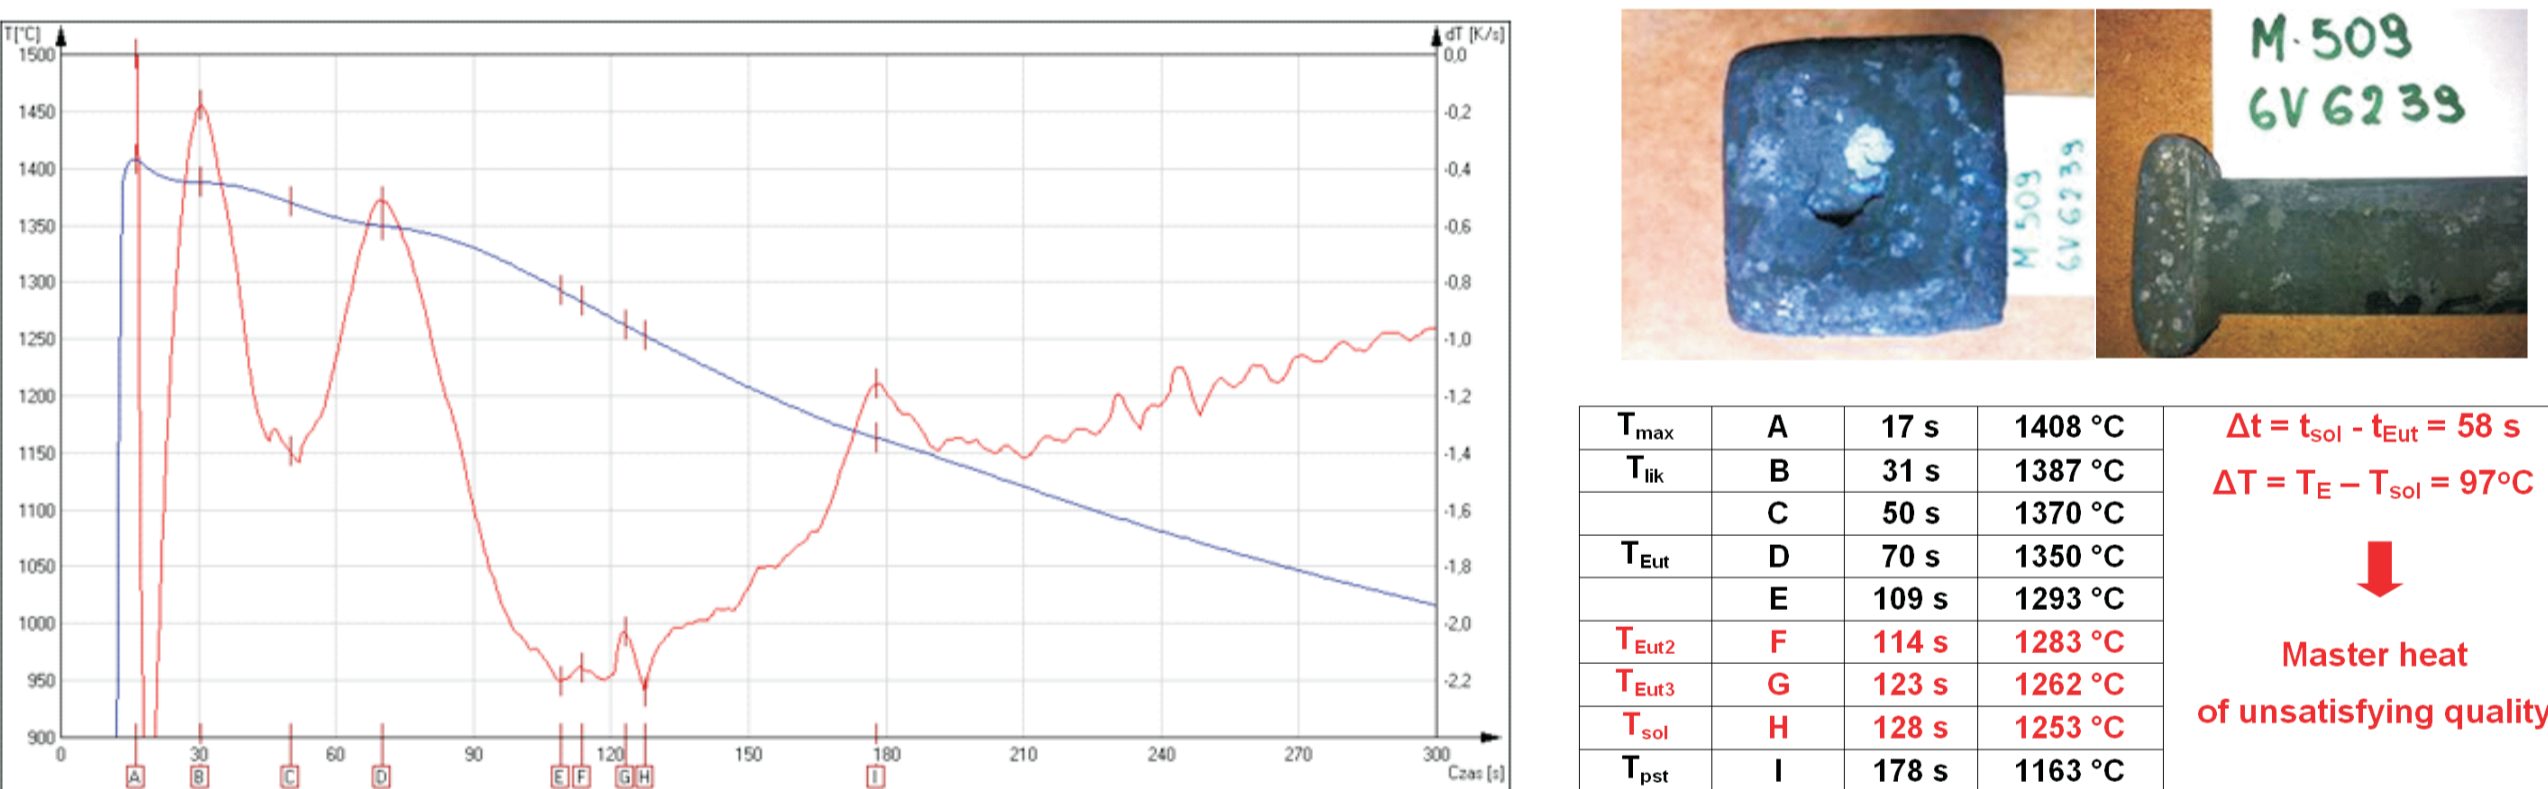 T[°C]
dT [K/s]
1500
1450
1400
1350
1300
1250
1200
1150
1100
1050
1000
950
900
0,0
-0,2
-0,4
-0,6
-0,8
-1,0
-1,2
-1,4
-1,6
-1,8
-2,0
-2,2
0 30 60 90 120 150 180 210 240 270 300
Czas [s]
A B C D E F G H I
M 509
6V6239
M.509
6V6239
Tmax A 17 s 1408 °C
Tlik B 31 s 1387 °C
C 50 s 1370 °C
TEut D 70 s 1350 °C
E 109 s 1293 °C
TEut2 F 114 s 1283 °C
TEut3 G 123 s 1262 °C
Tsol H 128 s 1253 °C
Tpst I 178 s 1163 °C
Δt = tsol - tEut = 58 s
ΔT = TE – Tsol = 97°C
Master heat
of unsatisfying quality